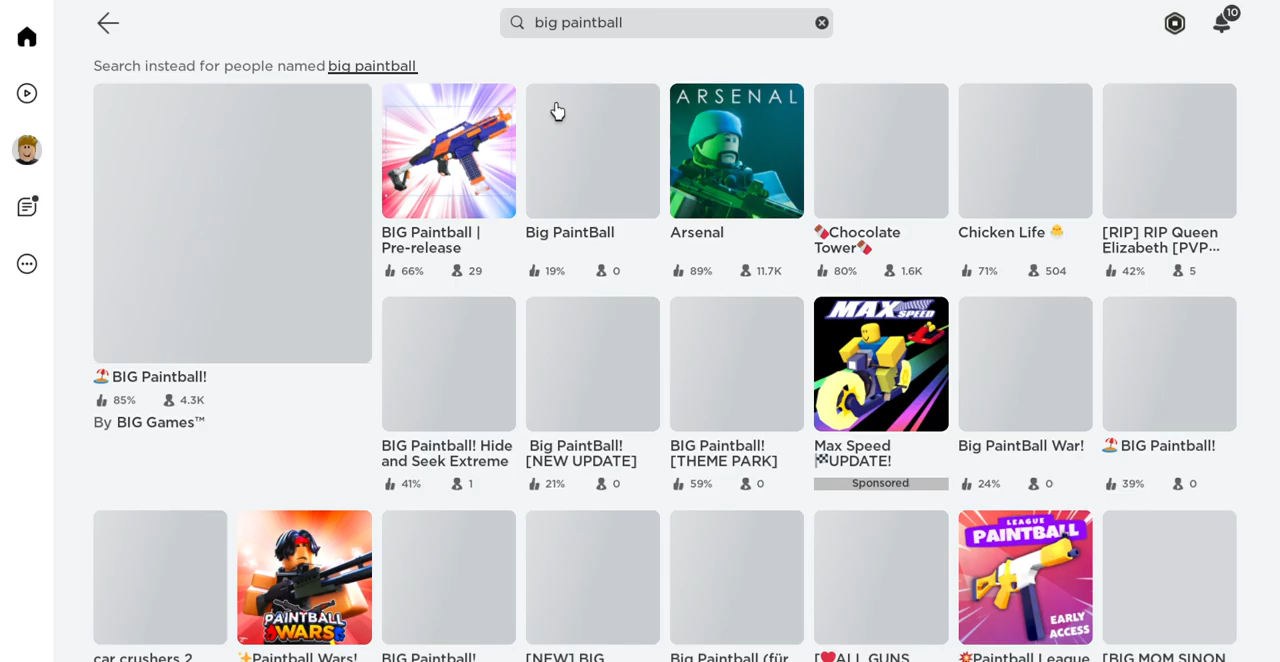 big paintball
10
Search instead for people named big paintball
🏖️BIG Paintball!
85% 4.3K
By BIG Games™
BIG Paintball |
Pre-release
66% 29
Big PaintBall
19% 0
ARSENAL
Arsenal
89% 11.7K
🍫Chocolate
Tower🍫
80% 1.6K
Chicken Life 🐣
71% 504
[RIP] RIP Queen
Elizabeth [PVP...
42% 5
BIG Paintball! Hide
and Seek Extreme
41% 1
Big PaintBall!
[NEW UPDATE]
21% 0
BIG Paintball!
[THEME PARK]
59% 0
MAX
SPEED
Max Speed
🏁UPDATE!
Sponsored
Big PaintBall War!
24% 0
🏖️BIG Paintball!
39% 0
car crushers 2
PAINTBALL
WARS
✨Paintball Wars!
BIG Paintball!
[NEW] BIG
Big Paintball (für
[❤️ALL GUNS
LEAGUE
PAINTBALL
EARLY
ACCESS
💥Paintball League
[BIG MOM SINON